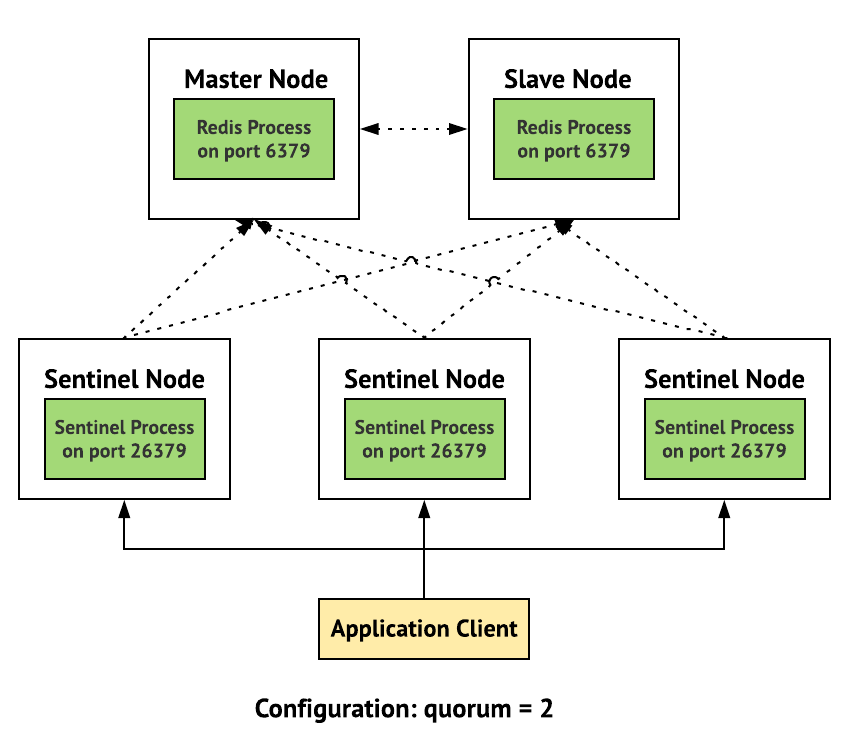 Master Node
Redis Process
on port 6379
Slave Node
Redis Process
on port 6379
Sentinel Node
Sentinel Process
on port 26379
Sentinel Node
Sentinel Process
on port 26379
Sentinel Node
Sentinel Process
on port 26379
Application Client
Configuration: quorum = 2